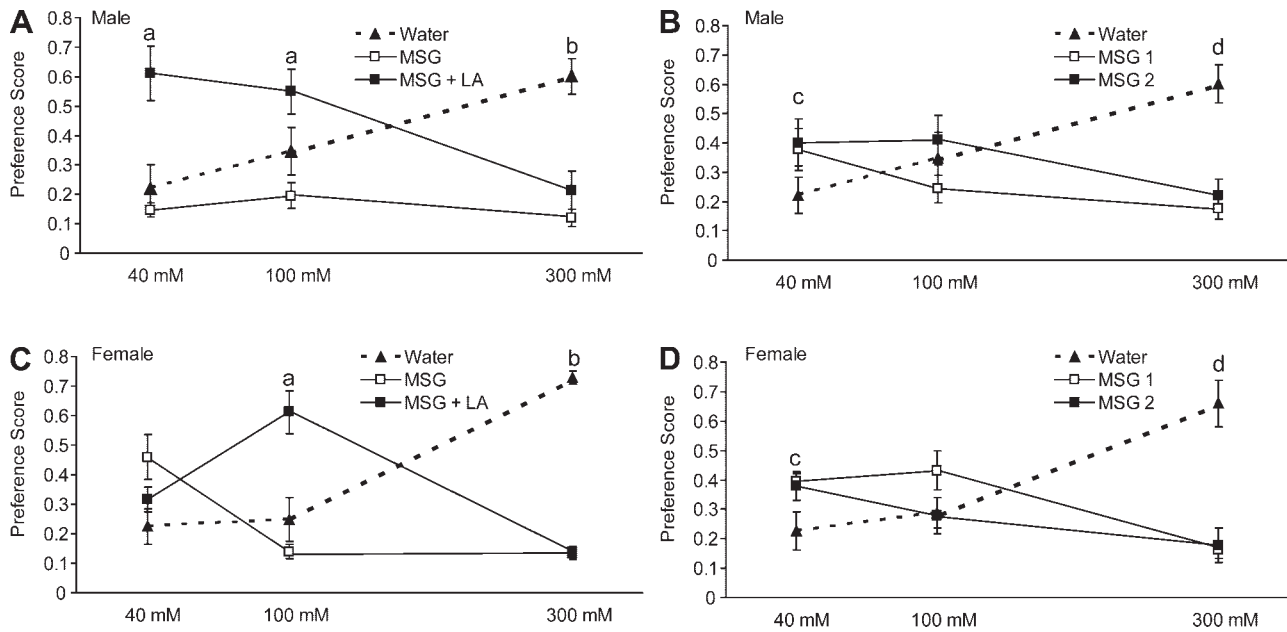 A
Male
Preference Score
0.8
0.7
0.6
0.5
0.4
0.3
0.2
0.1
0
a
a
b
Water
MSG
MSG + LA
40 mM
100 mM
300 mM
B
Male
Preference Score
0.8
0.7
0.6
0.5
0.4
0.3
0.2
0.1
0
c
d
Water
MSG 1
MSG 2
40 mM
100 mM
300 mM
C
Female
Preference Score
0.8
0.7
0.6
0.5
0.4
0.3
0.2
0.1
0
a
b
Water
MSG
MSG + LA
40 mM
100 mM
300 mM
D
Female
Preference Score
0.8
0.7
0.6
0.5
0.4
0.3
0.2
0.1
0
c
d
Water
MSG 1
MSG 2
40 mM
100 mM
300 mM